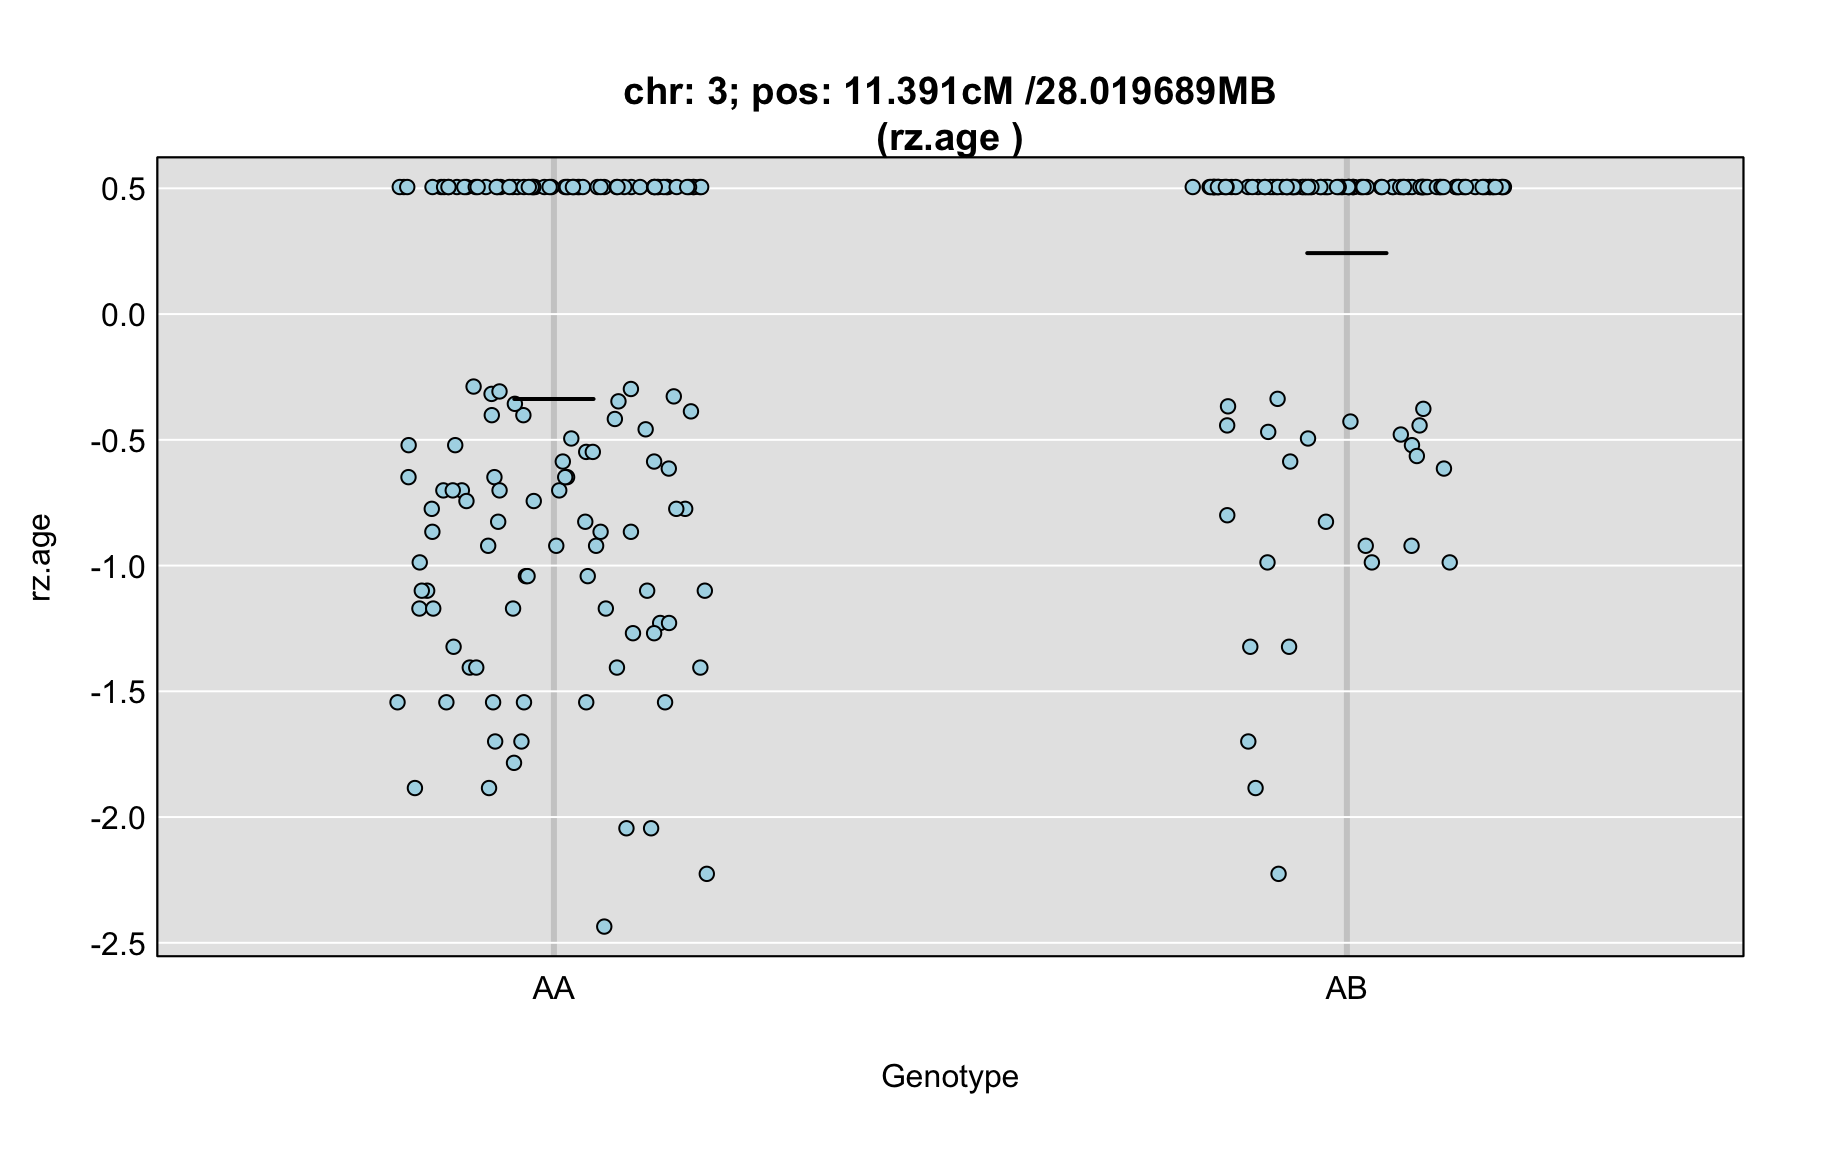 chr: 3; pos: 11.391cM /28.019689MB
(rz.age )
rz.age
0.5
0.0
-0.5
-1.0
-1.5
-2.0
-2.5
AA
AB
Genotype